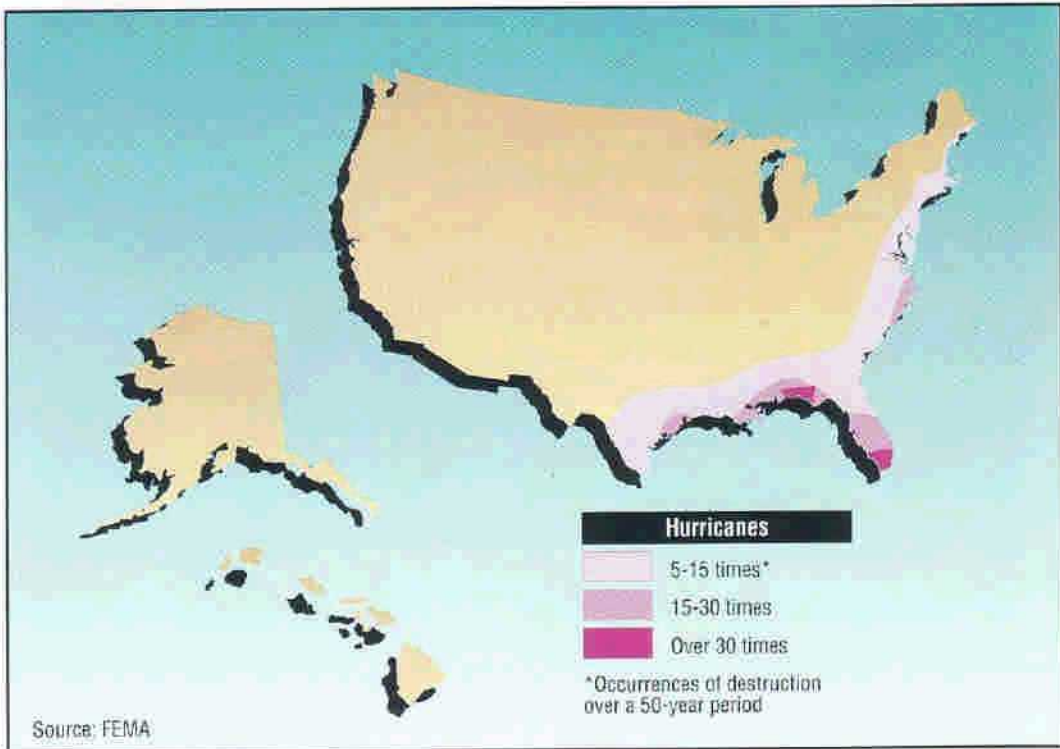 Hurricanes
5-15 times*
15-30 times
Over 30 times
*Occurrences of destruction
over a 50-year period
Source: FEMA